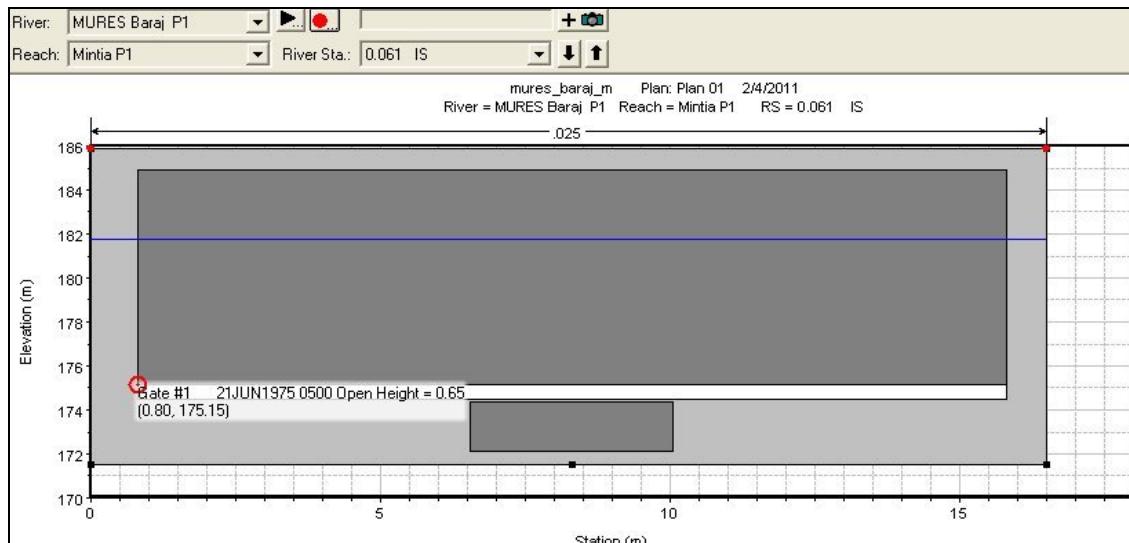 River: MURES Baraj P1
Reach: Mintia P1 River Sta.: 0.061 IS
mures_baraj_m Plan: Plan 01 2/4/2011
River = MURES Baraj P1 Reach = Mintia P1 RS = 0.061 IS
.025
186
184
182
180
178
176
174
172
170
Elevation (m)
Gate #1 21JUN1975 0500 Open Height = 0.65
(0.80, 175.15)
0 5 10 15
Station (m)